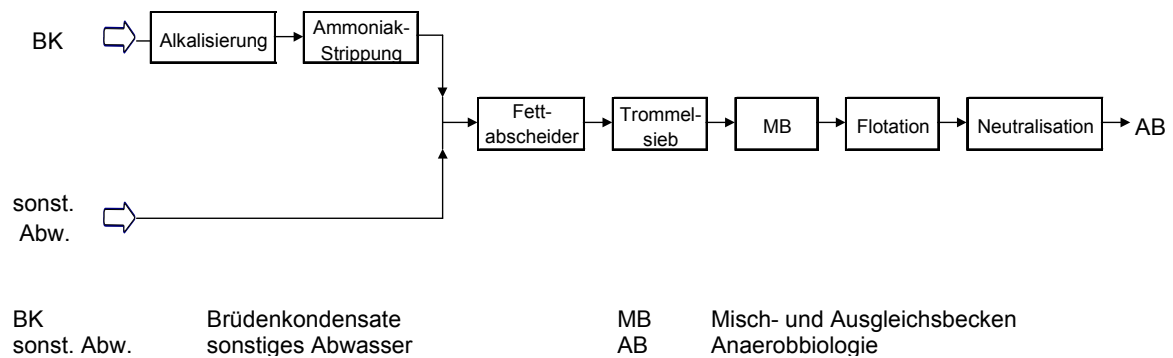 BK
Alkalisierung
Ammoniak-
Strippung
Fett-
abscheider
Trommel-
sieb
MB
Flotation
Neutralisation
AB
sonst.
Abw.
BK Brüdenkondensate MB Misch- und Ausgleichsbecken
sonst. Abw. sonstiges Abwasser AB Anaerobbiologie